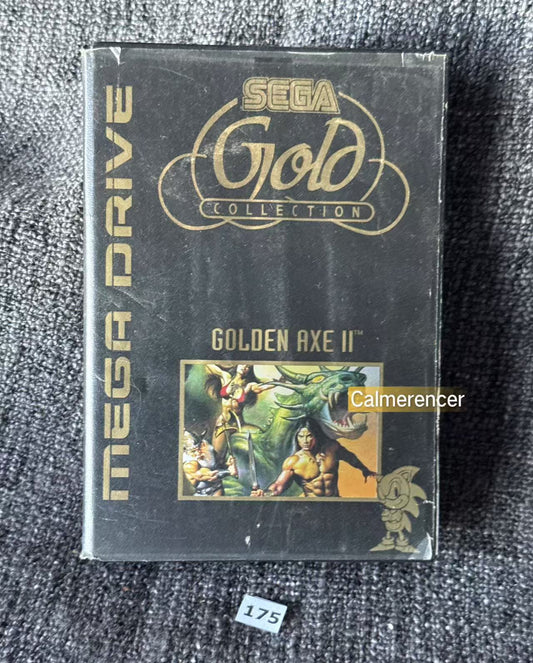 MEGA DRIVE
SEGA
Gold
COLLECTION
GOLDEN AXE II™
Calmerencer
175